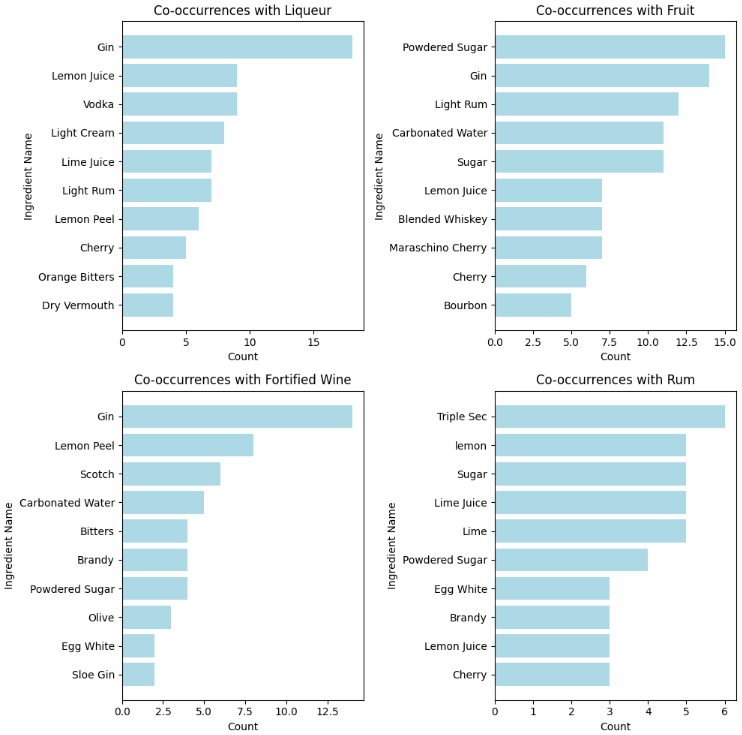 Co-occurrences with Liqueur
Ingredient Name
Gin
Lemon Juice
Vodka
Light Cream
Lime Juice
Light Rum
Lemon Peel
Cherry
Orange Bitters
Dry Vermouth
0 5 10 15
Count
Co-occurrences with Fruit
Ingredient Name
Powdered Sugar
Gin
Light Rum
Carbonated Water
Sugar
Lemon Juice
Blended Whiskey
Maraschino Cherry
Cherry
Bourbon
0.0 2.5 5.0 7.5 10.0 12.5 15.0
Count
Co-occurrences with Fortified Wine
Ingredient Name
Gin
Lemon Peel
Scotch
Carbonated Water
Bitters
Brandy
Powdered Sugar
Olive
Egg White
Sloe Gin
0.0 2.5 5.0 7.5 10.0 12.5
Count
Co-occurrences with Rum
Ingredient Name
Triple Sec
lemon
Sugar
Lime Juice
Lime
Powdered Sugar
Egg White
Brandy
Lemon Juice
Cherry
0 1 2 3 4 5 6
Count